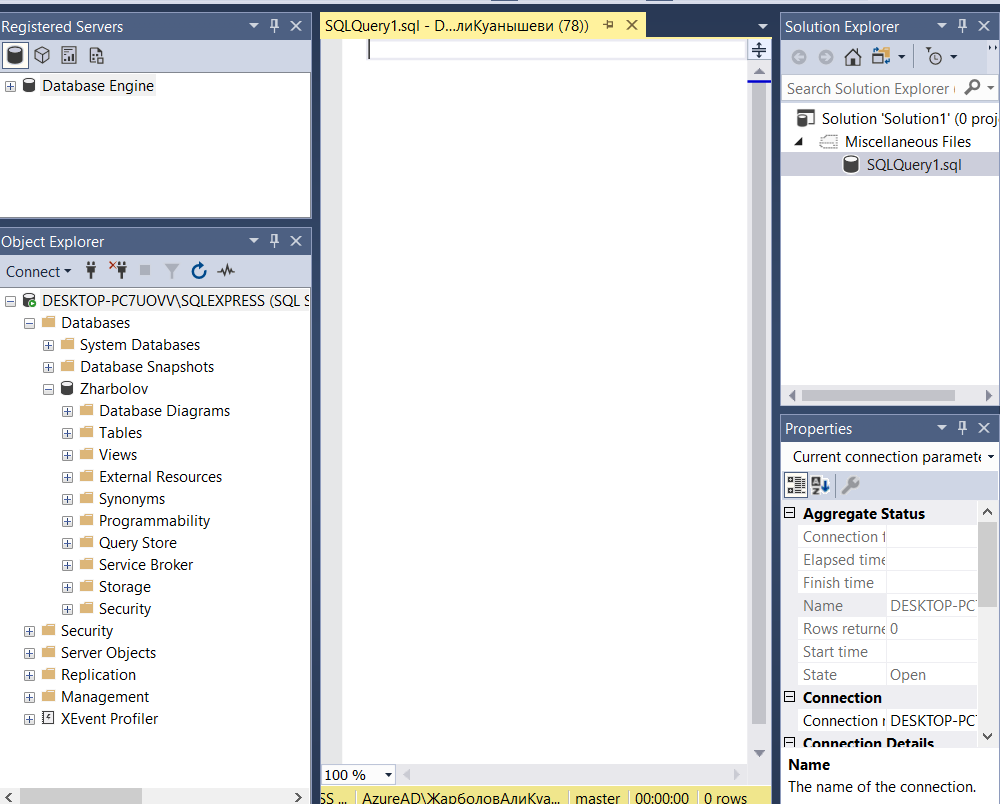 Registered Servers
Database Engine
Object Explorer
Connect
DESKTOP-PC7UOVV\SQLEXPRESS (SQL S
Databases
System Databases
Database Snapshots
Zharbolov
Database Diagrams
Tables
Views
External Resources
Synonyms
Programmability
Query Store
Service Broker
Storage
Security
Security
Server Objects
Replication
Management
XEvent Profiler
SQLQuery1.sql - D...лиКуанышеви (78))
100 %
SS ... AzureAD\ЖарболовАлиКуа... master 00:00:00 0 rows
Solution Explorer
Search Solution Explorer (
Solution 'Solution1' (0 proj
Miscellaneous Files
SQLQuery1.sql
Properties
Current connection paramete
Aggregate Status
Connection f
Elapsed time
Finish time
Name DESKTOP-PC7
Rows returne 0
Start time
State Open
Connection
Connection n DESKTOP-PC7
Connection Details
Name
The name of the connection.